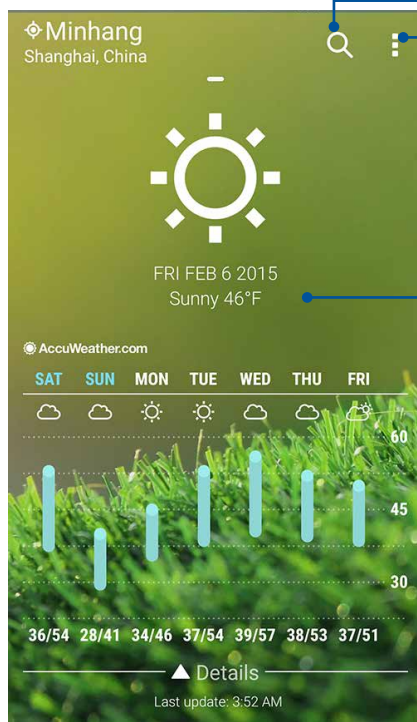 Minhang
Shanghai, China
FRI FEB 6 2015
Sunny 46°F
AccuWeather.com
SAT SUN MON TUE WED THU FRI
60
45
30
36/54 28/41 34/46 37/54 39/57 38/53 37/51
Details
Last update: 3:52 AM